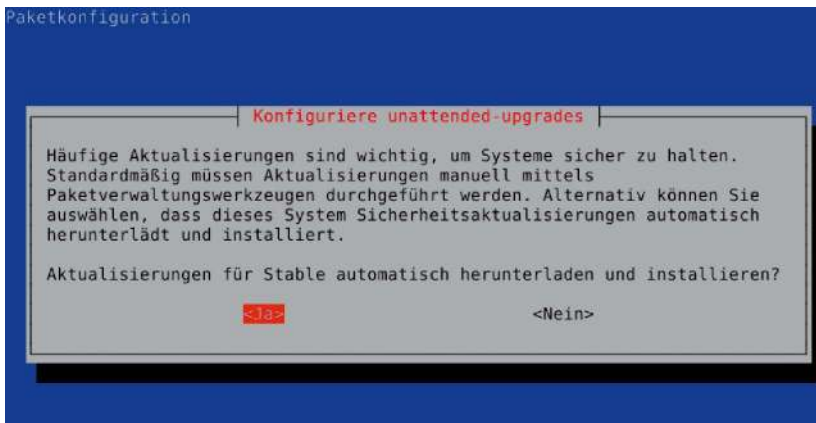 Paketkonfiguration
Konfiguriere unattended-upgrades
Häufige Aktualisierungen sind wichtig, um Systeme sicher zu halten.
Standardmäßig müssen Aktualisierungen manuell mittels
Paketverwaltungswerkzeugen durchgeführt werden. Alternativ können Sie
auswählen, dass dieses System Sicherheitsaktualisierungen automatisch
herunterlädt und installiert.
Aktualisierungen für Stable automatisch herunterladen und installieren?
<Ja> <Nein>